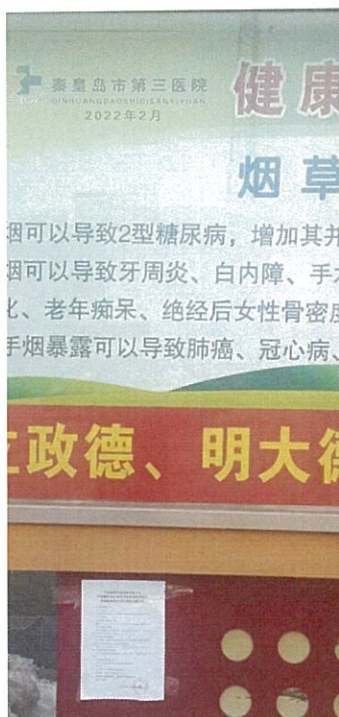 秦皇岛市第三医院
QINHUANGDAOSHIDISANYIYUAN
2022年2月
健康
烟草
烟可以导致2型糖尿病，增加其并
烟可以导致牙周炎、白内障、手术
化、老年痴呆、绝经后女性骨密度
手烟暴露可以导致肺癌、冠心病、
立政德、明大德